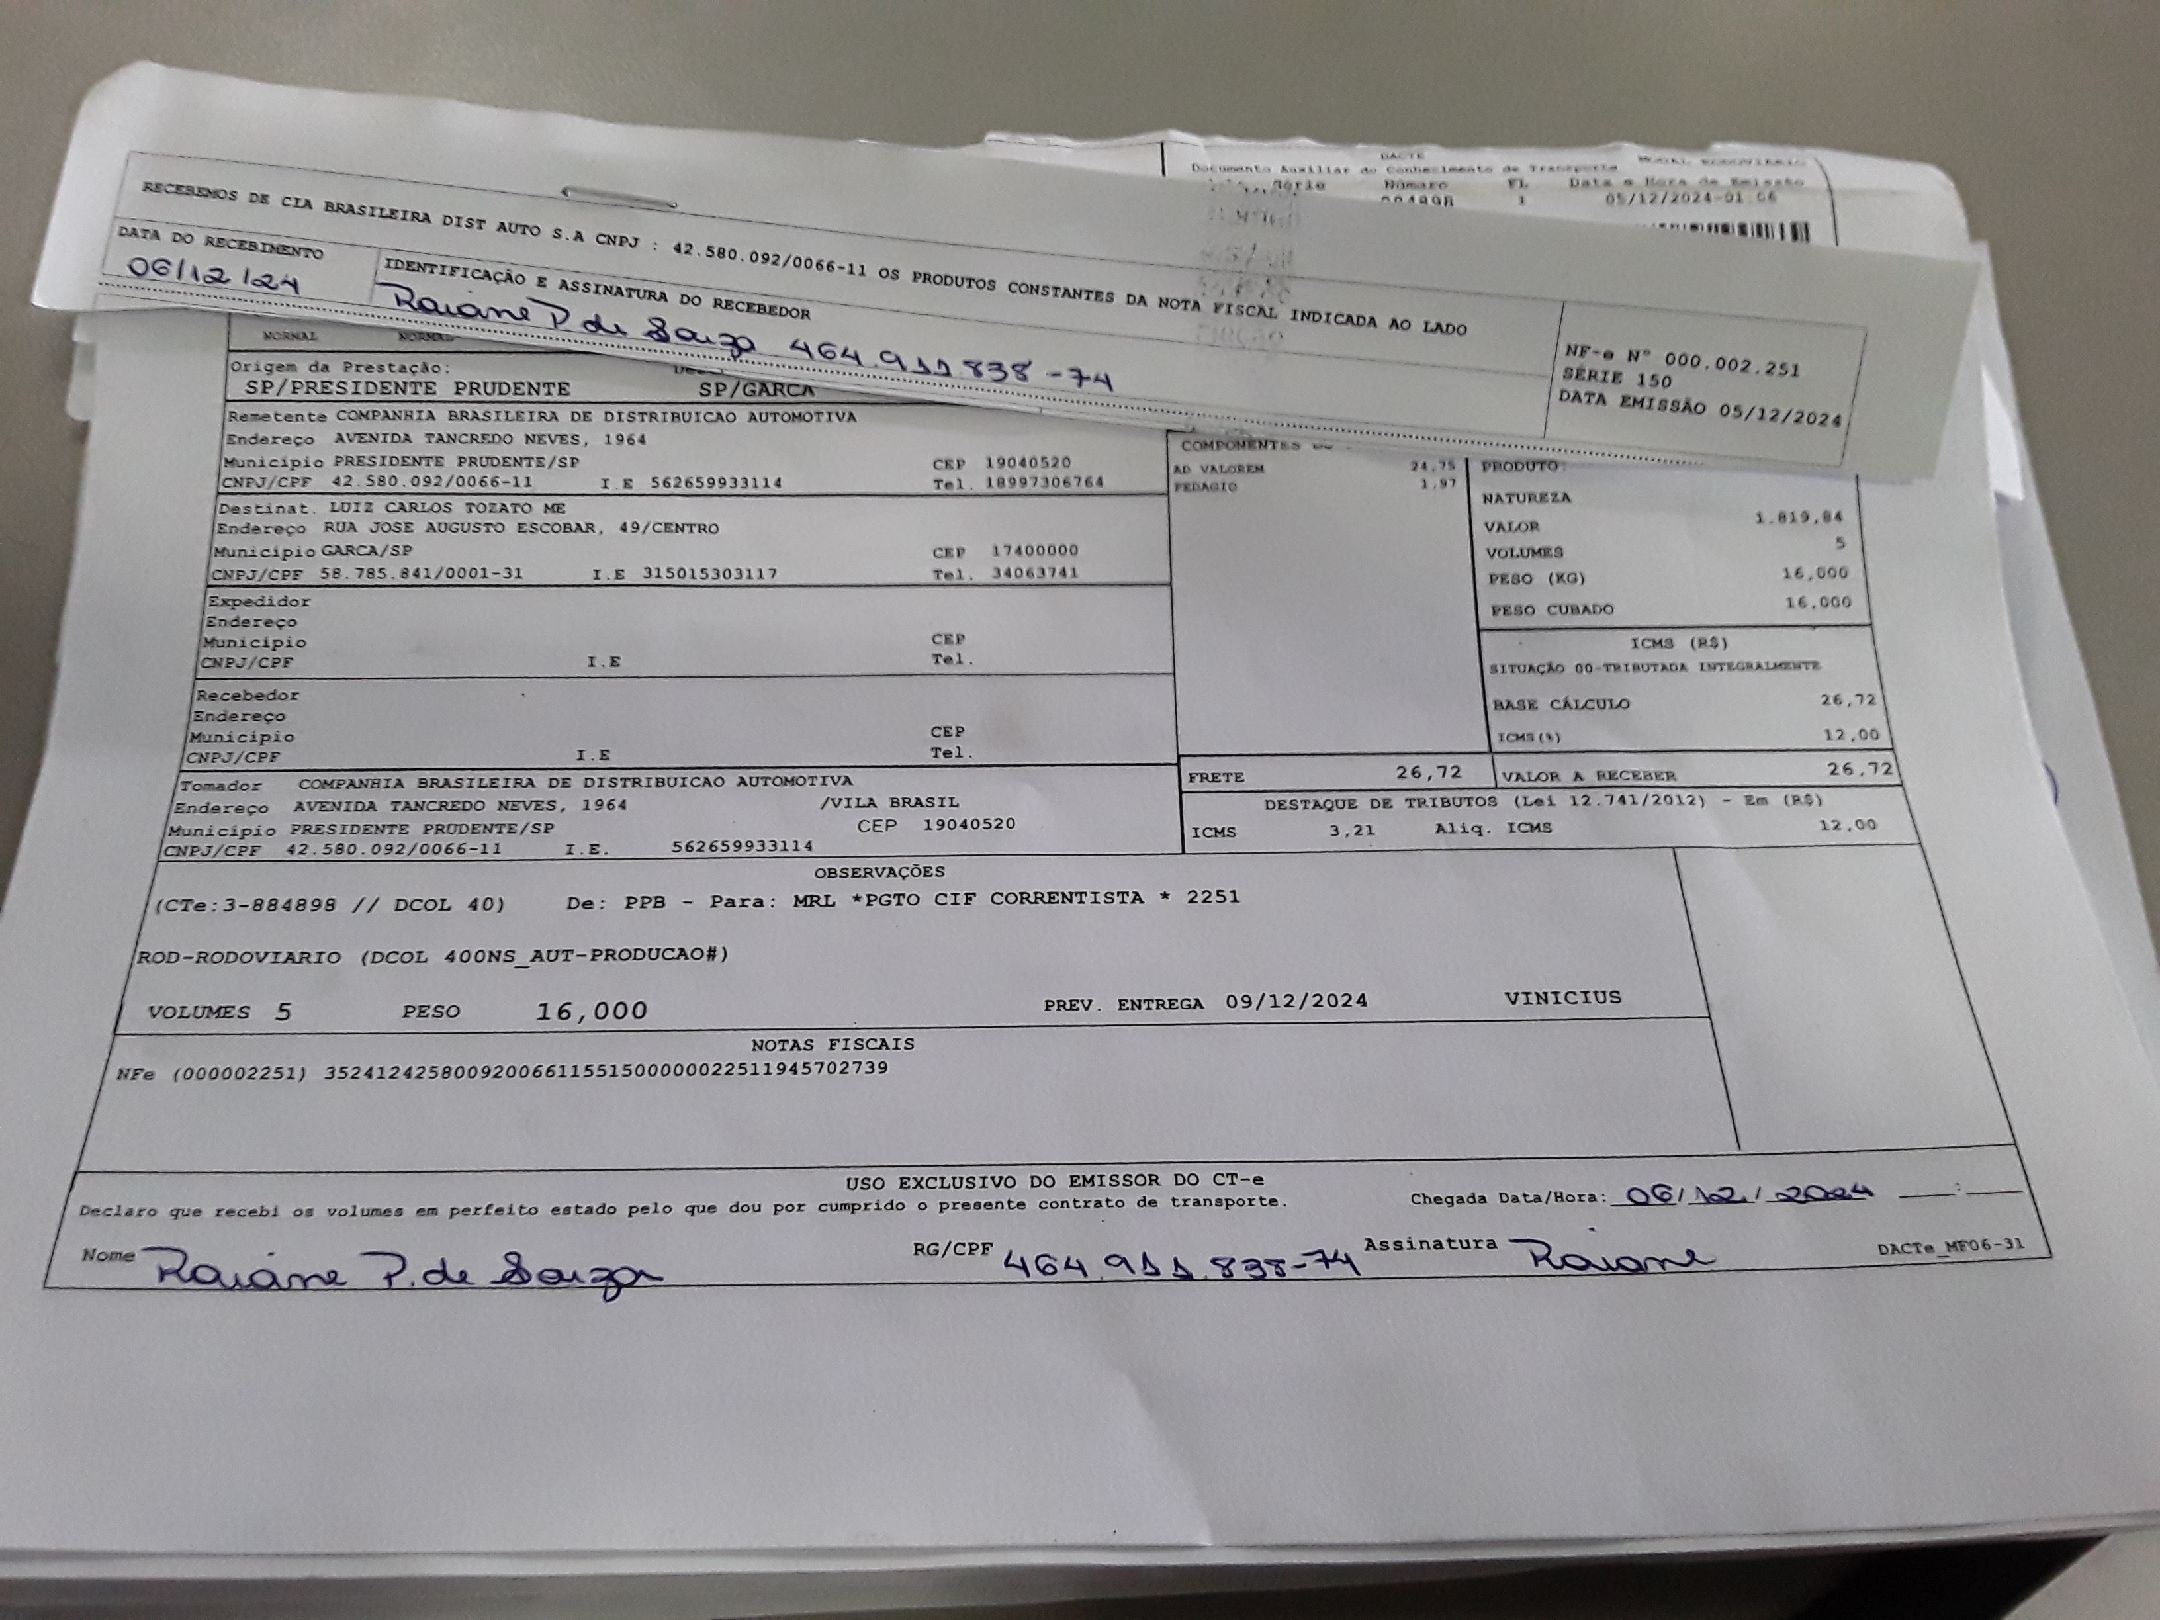 DACTE MODAL RODOVIÁRIO
Documento Auxiliar do Conhecimento de Transporte
Série Número FL Data e Hora de Emissão
884898 1 05/12/2024-01:06
RECEBEMOS DE CIA BRASILEIRA DIST AUTO S.A CNPJ : 42.580.092/0066-11 OS PRODUTOS CONSTANTES DA NOTA FISCAL INDICADA AO LADO
DATA DO RECEBIMENTO
06/12/24
IDENTIFICAÇÃO E ASSINATURA DO RECEBEDOR
Raiane P. de Souza 464.911 838-74
NF-e Nº 000.002.251
SÉRIE 150
DATA EMISSÃO 05/12/2024
NORMAL NORMAL
Origem da Prestação:
SP/PRESIDENTE PRUDENTE SP/GARCA
Remetente COMPANHIA BRASILEIRA DE DISTRIBUICAO AUTOMOTIVA
Endereço AVENIDA TANCREDO NEVES, 1964
Município PRESIDENTE PRUDENTE/SP CEP 19040520
CNPJ/CPF 42.580.092/0066-11 I.E 562659933114 Tel. 18997306764
Destinat. LUIZ CARLOS TOZATO ME
Endereço RUA JOSE AUGUSTO ESCOBAR, 49/CENTRO
Município GARCA/SP CEP 17400000
CNPJ/CPF 58.785.841/0001-31 I.E 315015303117 Tel. 34063741
Expedidor
Endereço
Município CEP
CNPJ/CPF I.E Tel.
Recebedor
Endereço
Município CEP
CNPJ/CPF I.E Tel.
Tomador COMPANHIA BRASILEIRA DE DISTRIBUICAO AUTOMOTIVA
Endereço AVENIDA TANCREDO NEVES, 1964 /VILA BRASIL
Município PRESIDENTE PRUDENTE/SP CEP 19040520
CNPJ/CPF 42.580.092/0066-11 I.E. 562659933114
COMPONENTES
AD VALOREM 24,75
PEDAGIO 1,97
PRODUTO
NATUREZA
VALOR 1.819,84
VOLUMES 5
PESO (KG) 16,000
PESO CUBADO 16,000
ICMS (R$)
SITUAÇÃO 00-TRIBUTADA INTEGRALMENTE
BASE CÁLCULO 26,72
ICMS(%) 12,00
FRETE 26,72 VALOR A RECEBER 26,72
DESTAQUE DE TRIBUTOS (Lei 12.741/2012) - Em (R$)
ICMS 3,21 Aliq. ICMS 12,00
OBSERVAÇÕES
(CTe:3-884898 // DCOL 40) De: PPB - Para: MRL *PGTO CIF CORRENTISTA * 2251
ROD-RODOVIARIO (DCOL 400NS_AUT-PRODUCAO#)
VOLUMES 5 PESO 16,000 PREV. ENTREGA 09/12/2024 VINICIUS
NOTAS FISCAIS
NFe (000002251) 35241242580092006611551500000022511945702739
USO EXCLUSIVO DO EMISSOR DO CT-e
Declaro que recebi os volumes em perfeito estado pelo que dou por cumprido o presente contrato de transporte. Chegada Data/Hora: 06/12/2024 __:__
Nome Raiane P. de Souza RG/CPF 464.911.838-74 Assinatura Raiane DACTe_MF06-31